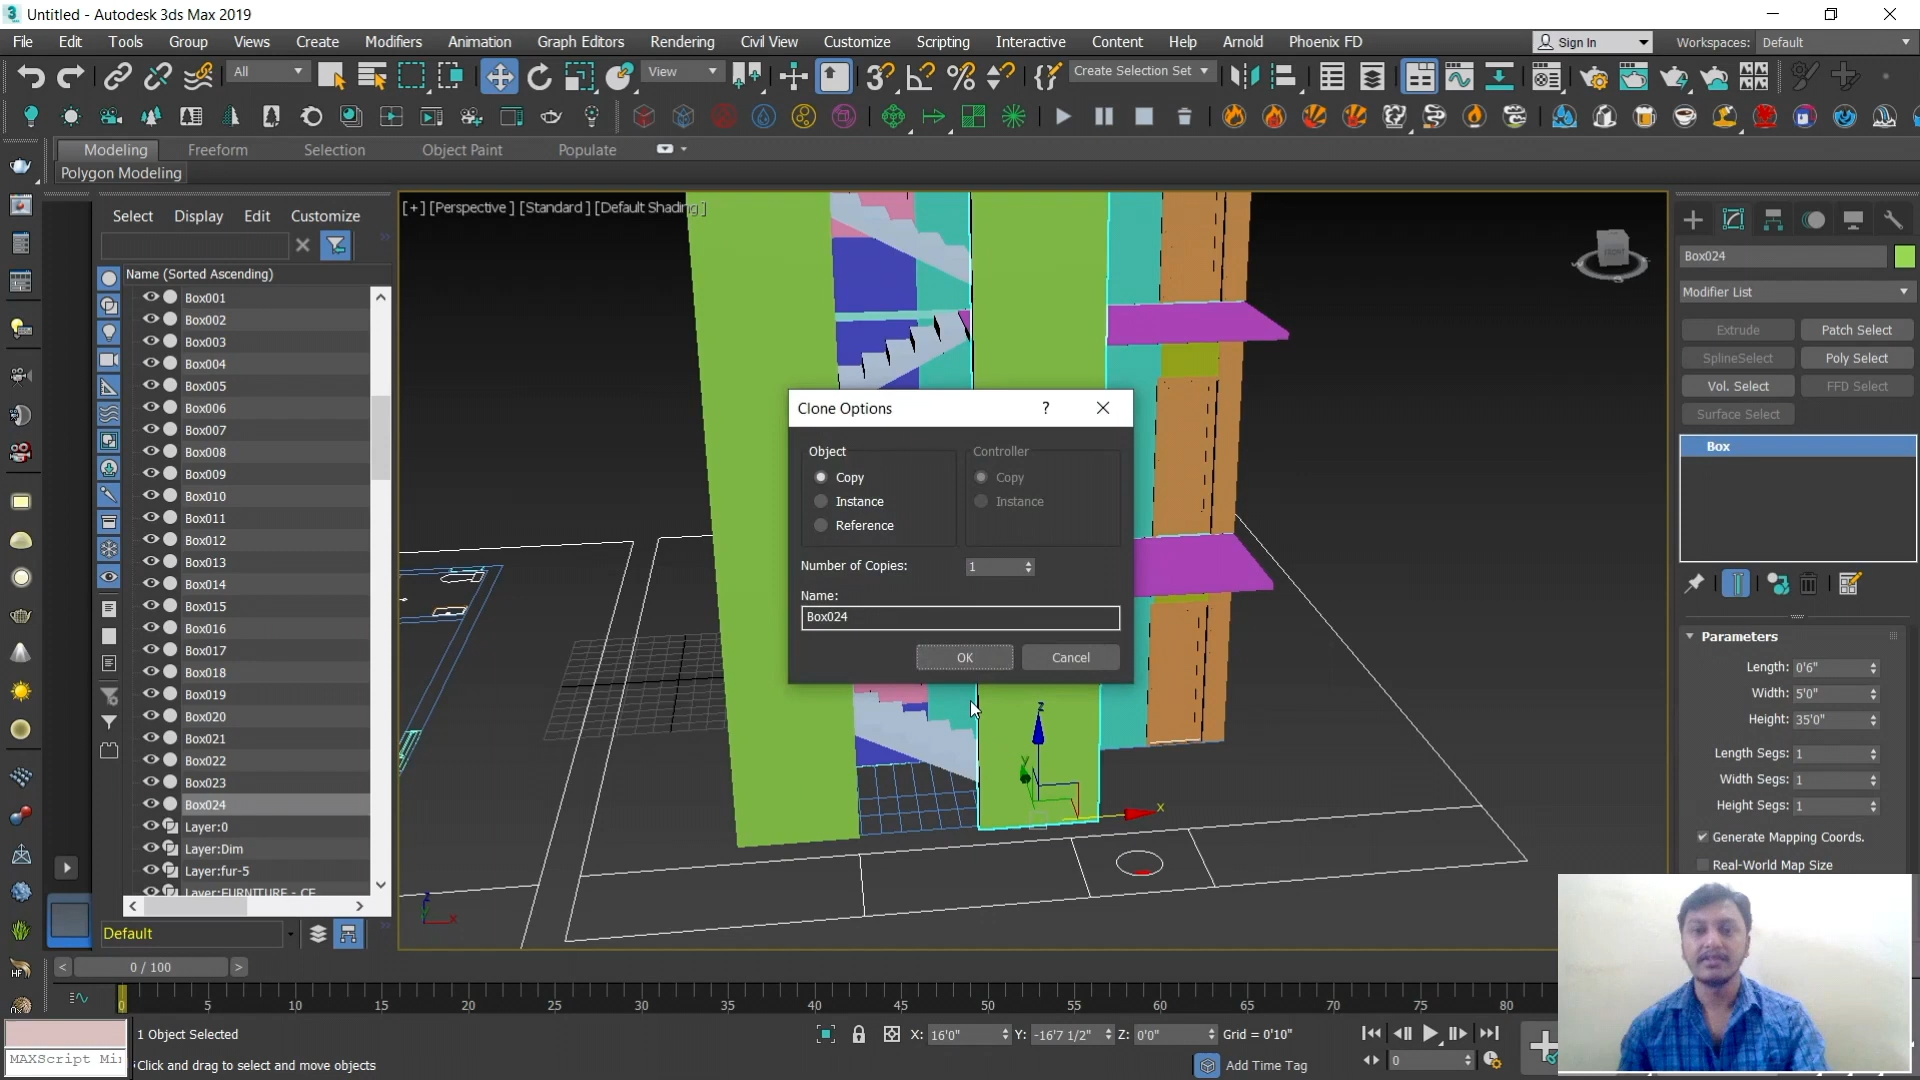 Untitled - Autodesk 3ds Max 2019
File Edit Tools Group Views Create Modifiers Animation Graph Editors Rendering Civil View Customize Scripting Interactive Content Help Arnold Phoenix FD
Sign In
Workspaces: Default
All
View
Create Selection Set
Modeling Freeform Selection Object Paint Populate
Polygon Modeling
Select Display Edit Customize
Name (Sorted Ascending)
Box001
Box002
Box003
Box004
Box005
Box006
Box007
Box008
Box009
Box010
Box011
Box012
Box013
Box014
Box015
Box016
Box017
Box018
Box019
Box020
Box021
Box022
Box023
Box024
Layer:0
Layer:Dim
Layer:fur-5
Layer:FURNITURE - CE
Default
[+] [Perspective ] [Standard ] [Default Shading ]
FRONT
Clone Options ?
Object
Copy
Instance
Reference
Controller
Copy
Instance
Number of Copies: 1
Name:
Box024
OK Cancel
z
y
x
x
Box024
Modifier List
Extrude Patch Select
SplineSelect Poly Select
Vol. Select FFD Select
Surface Select
Box
Parameters
Length: 0'6"
Width: 5'0"
Height: 35'0"
Length Segs: 1
Width Segs: 1
Height Segs: 1
Generate Mapping Coords.
Real-World Map Size
< 0 / 100 >
0 5 10 15 20 25 30 35 40 45 50 55 60 65 70 75 80
MAXScript Mi
1 Object Selected
Click and drag to select and move objects
X: 16'0" Y: -16'7 1/2" Z: 0'0" Grid = 0'10"
Add Time Tag
0